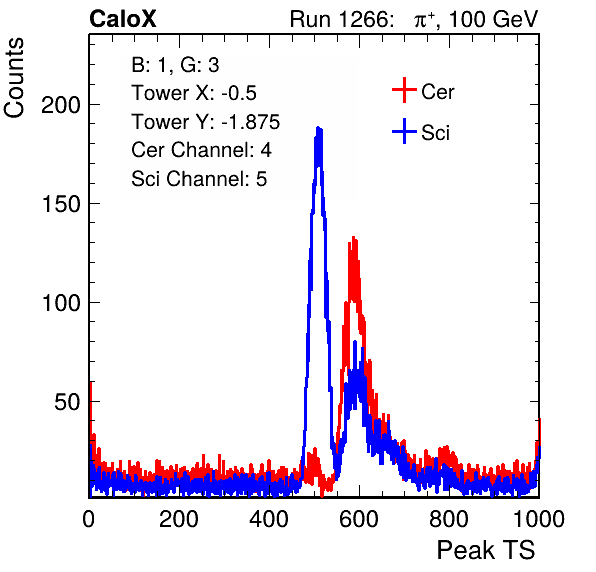 CaloX Run 1266: π⁺, 100 GeV
B: 1, G: 3
Tower X: -0.5
Tower Y: -1.875
Cer Channel: 4
Sci Channel: 5
Cer
Sci
Counts
200
150
100
50
0 200 400 600 800 1000
Peak TS